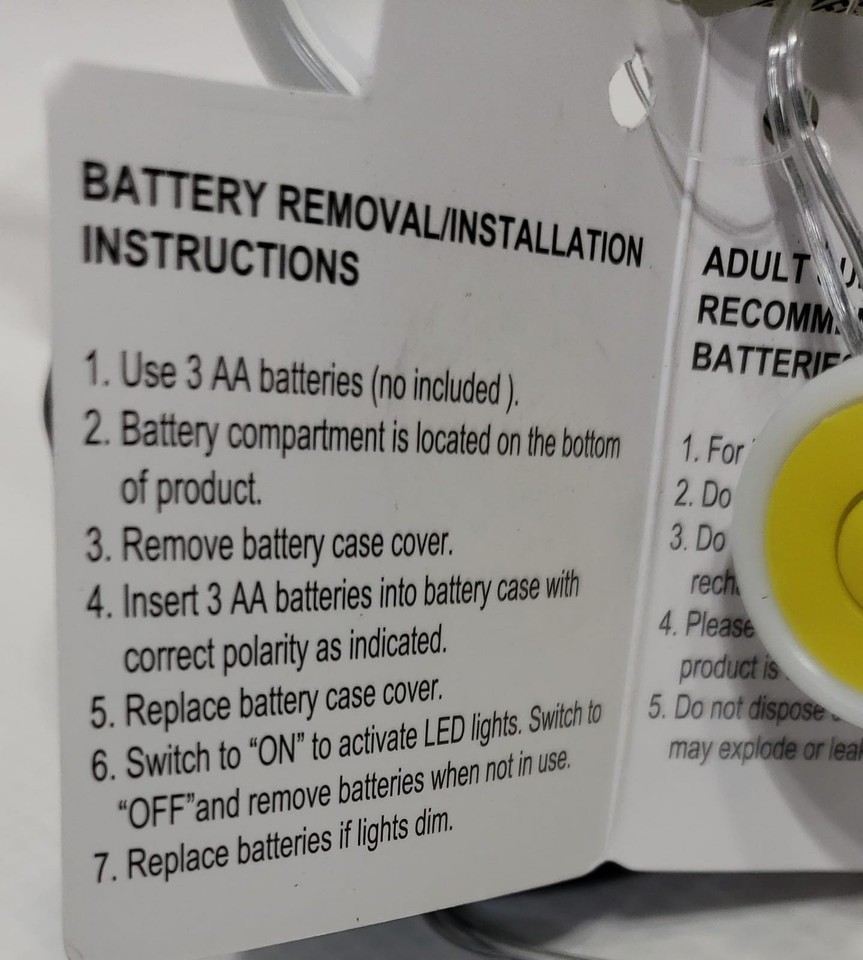 BATTERY REMOVAL/INSTALLATION
INSTRUCTIONS
1. Use 3 AA batteries (no included ).
2. Battery compartment is located on the bottom
of product.
3. Remove battery case cover.
4. Insert 3 AA batteries into battery case with
correct polarity as indicated.
5. Replace battery case cover.
6. Switch to “ON” to activate LED lights. Switch to
“OFF”and remove batteries when not in use.
7. Replace batteries if lights dim.
ADULT
1. For
2. Do
3. Do
4. Please
product is
5. Do not dispose
may explode or